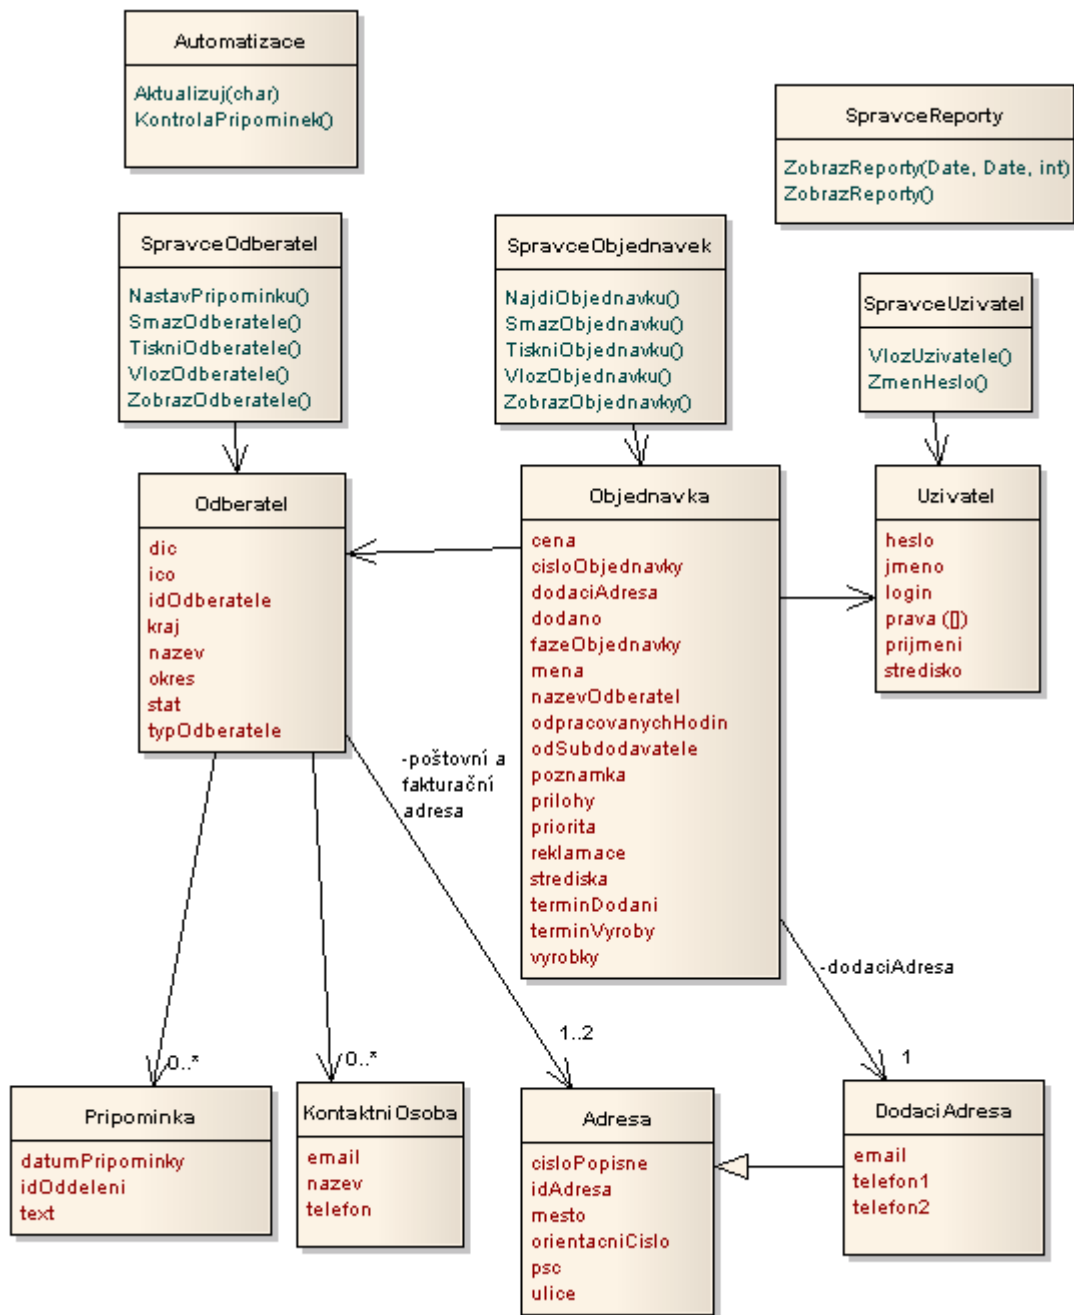 Automatizace
Aktualizuj(char)
KontrolaPripominek()
SpravceReporty
ZobrazReporty(Date, Date, int)
ZobrazReporty()
SpravceOdberatel
NastavPripominku()
SmazOdberatele()
TiskniOdberatele()
VlozOdberatele()
ZobrazOdberatele()
SpravceObjednavek
NajdiObjednavku()
SmazObjednavku()
TiskniObjednavku()
VlozObjednavku()
ZobrazObjednavky()
SpravceUzivatel
VlozUzivatele()
ZmenHeslo()
Odberatel
dic
ico
idOdberatele
kraj
nazev
okres
stat
typOdberatele
Objednavka
cena
cisloObjednavky
dodaciAdresa
dodano
fazeObjednavky
mena
nazevOdberatel
odpracovanychHodin
odSubdodavatele
poznamka
prilohy
priorita
reklamace
strediska
terminDodani
terminVyroby
vyrobky
Uzivatel
heslo
jmeno
login
prava ([])
prijmeni
stredisko
-poštovní a
fakturační
adresa
-dodaciAdresa
0..*
0..*
1..2
1
Pripominka
datumPripominky
idOddeleni
text
KontaktniOsoba
email
nazev
telefon
Adresa
cisloPopisne
idAdresa
mesto
orientacniCislo
psc
ulice
DodaciAdresa
email
telefon1
telefon2